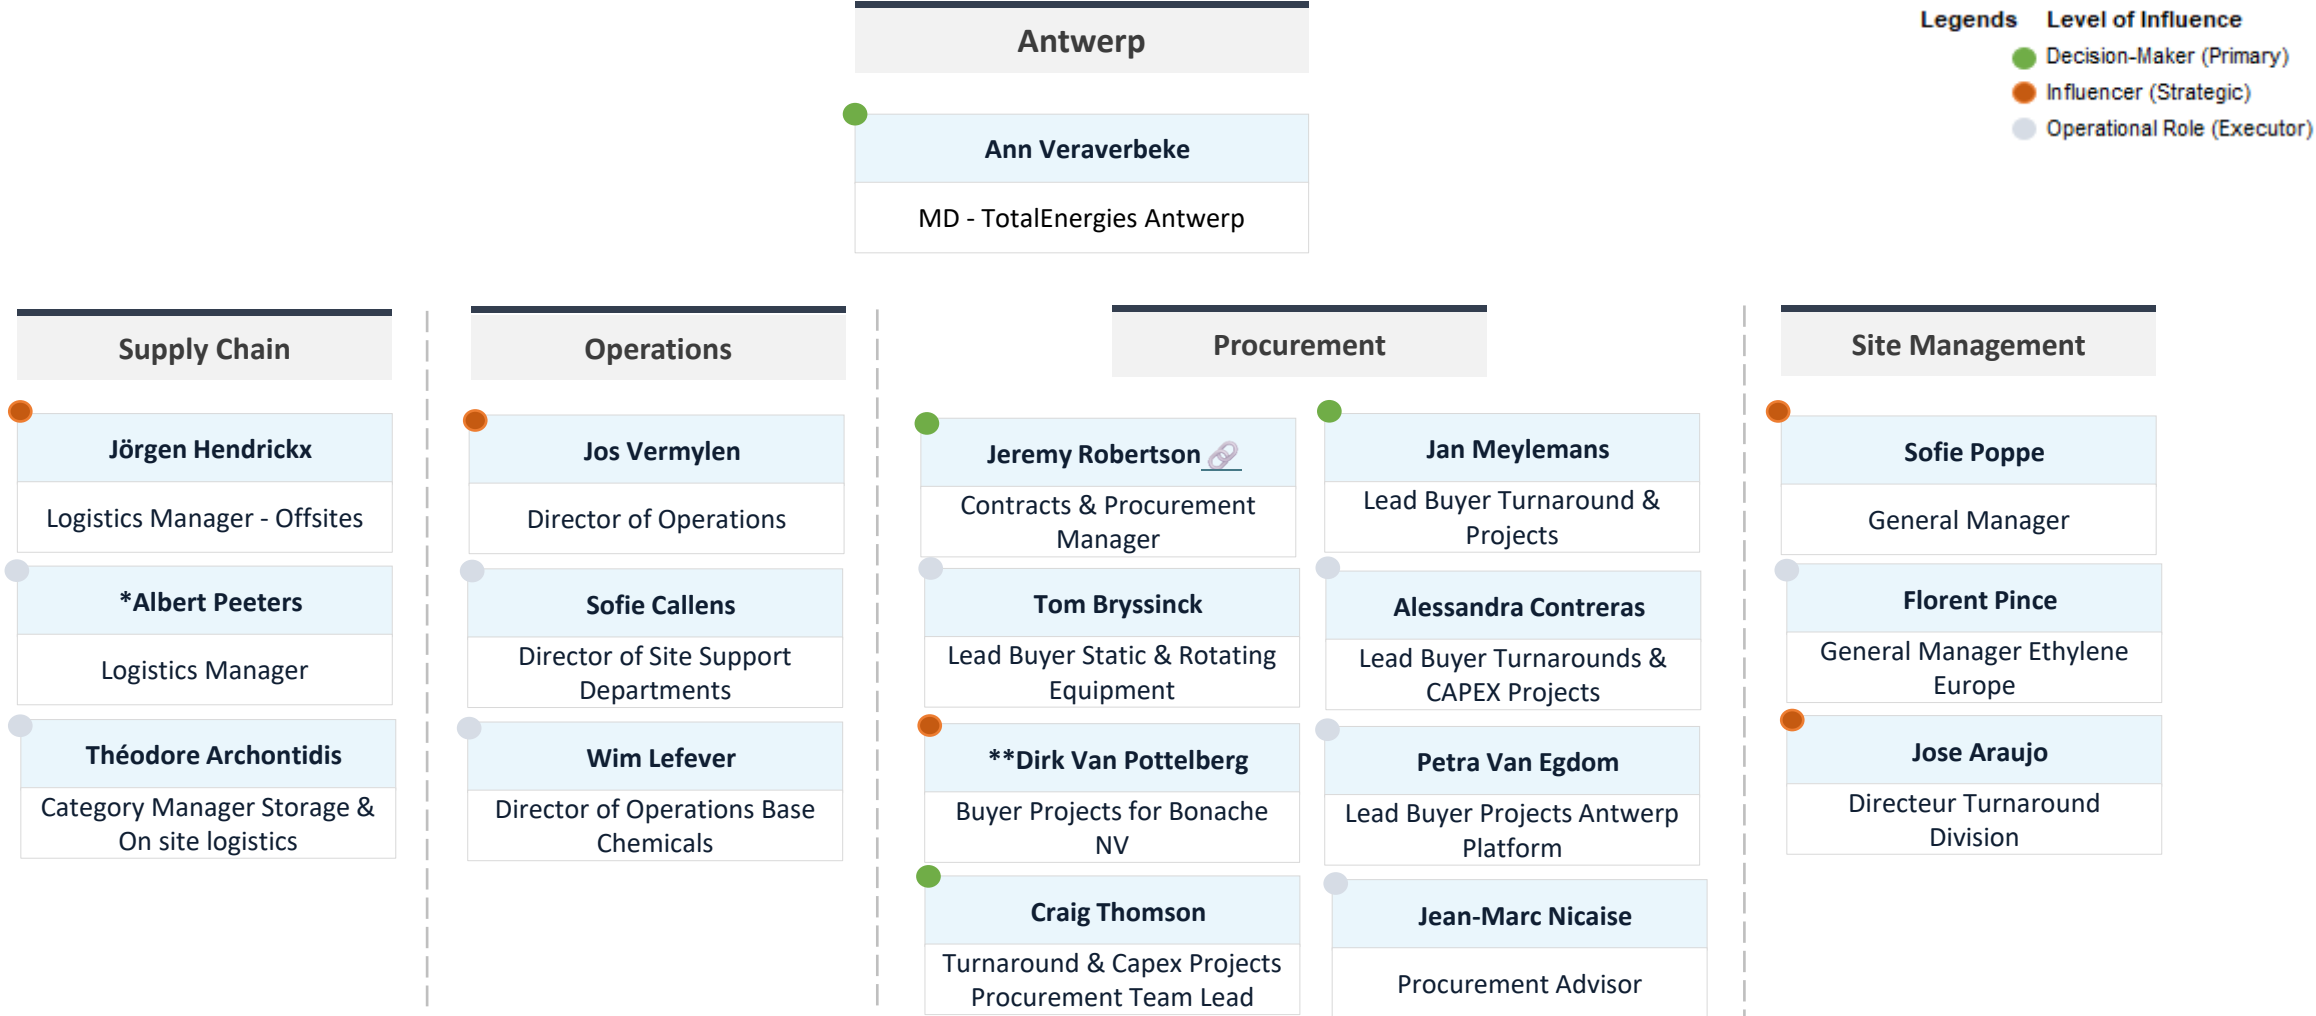 Antwerp
Legends Level of Influence
Decision-Maker (Primary)
Influencer (Strategic)
Operational Role (Executor)
Ann Veraverbeke
MD - TotalEnergies Antwerp
Supply Chain
Jörgen Hendrickx
Logistics Manager - Offsites
*Albert Peeters
Logistics Manager
Théodore Archontidis
Category Manager Storage &
On site logistics
Operations
Jos Vermylen
Director of Operations
Sofie Callens
Director of Site Support
Departments
Wim Lefever
Director of Operations Base
Chemicals
Procurement
Jeremy Robertson
Contracts & Procurement
Manager
Tom Bryssinck
Lead Buyer Static & Rotating
Equipment
**Dirk Van Pottelberg
Buyer Projects for Bonache
NV
Craig Thomson
Turnaround & Capex Projects
Procurement Team Lead
Jan Meylemans
Lead Buyer Turnaround &
Projects
Alessandra Contreras
Lead Buyer Turnarounds &
CAPEX Projects
Petra Van Egdom
Lead Buyer Projects Antwerp
Platform
Jean-Marc Nicaise
Procurement Advisor
Site Management
Sofie Poppe
General Manager
Florent Pince
General Manager Ethylene
Europe
Jose Araujo
Directeur Turnaround
Division